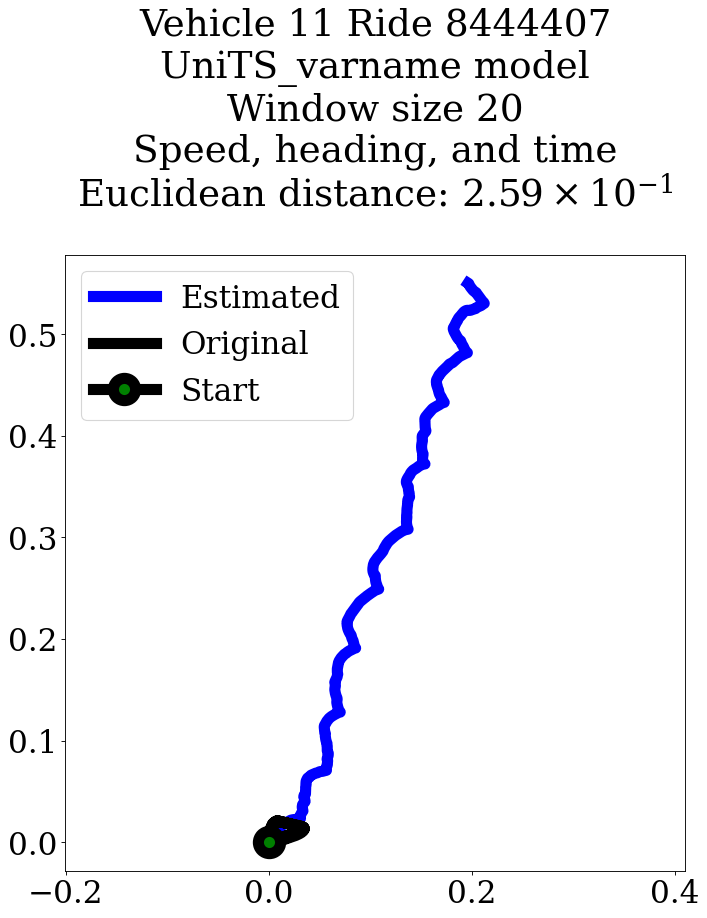 Vehicle 11 Ride 8444407
UniTS_varname model
Window size 20
Speed, heading, and time
Euclidean distance: 2.59 × 10⁻¹
Estimated
Original
Start
0.5
0.4
0.3
0.2
0.1
0.0
−0.2 0.0 0.2 0.4